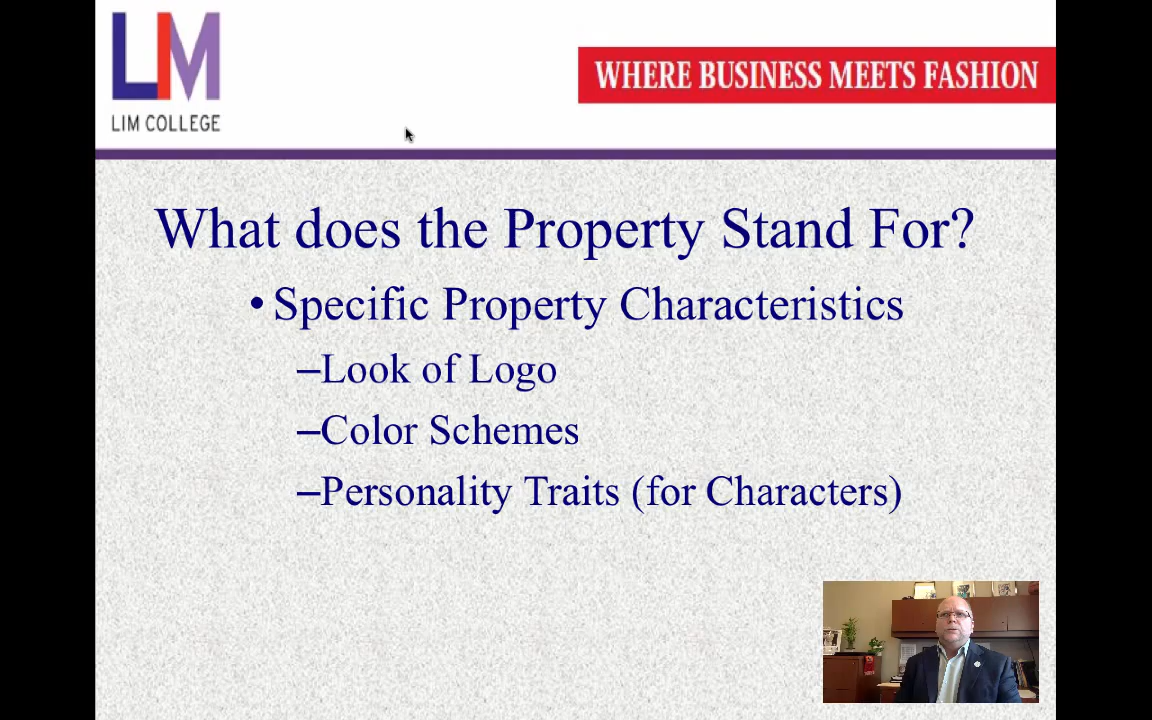 LIM
LIM COLLEGE
WHERE BUSINESS MEETS FASHION
What does the Property Stand For?
• Specific Property Characteristics
–Look of Logo
–Color Schemes
–Personality Traits (for Characters)